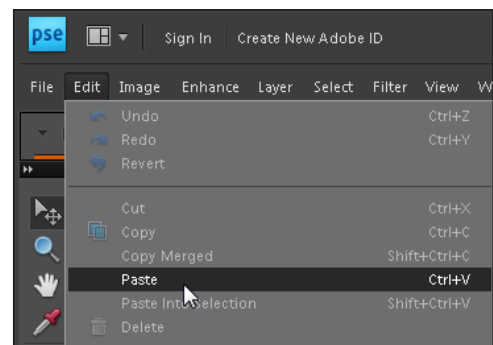 pse Sign In Create New Adobe ID
File Edit Image Enhance Layer Select Filter View
Undo Ctrl+Z
Redo Ctrl+Y
Revert
Cut Ctrl+X
Copy Ctrl+C
Copy Merged Shift+Ctrl+C
Paste Ctrl+V
Paste Into Selection Shift+Ctrl+V
Delete